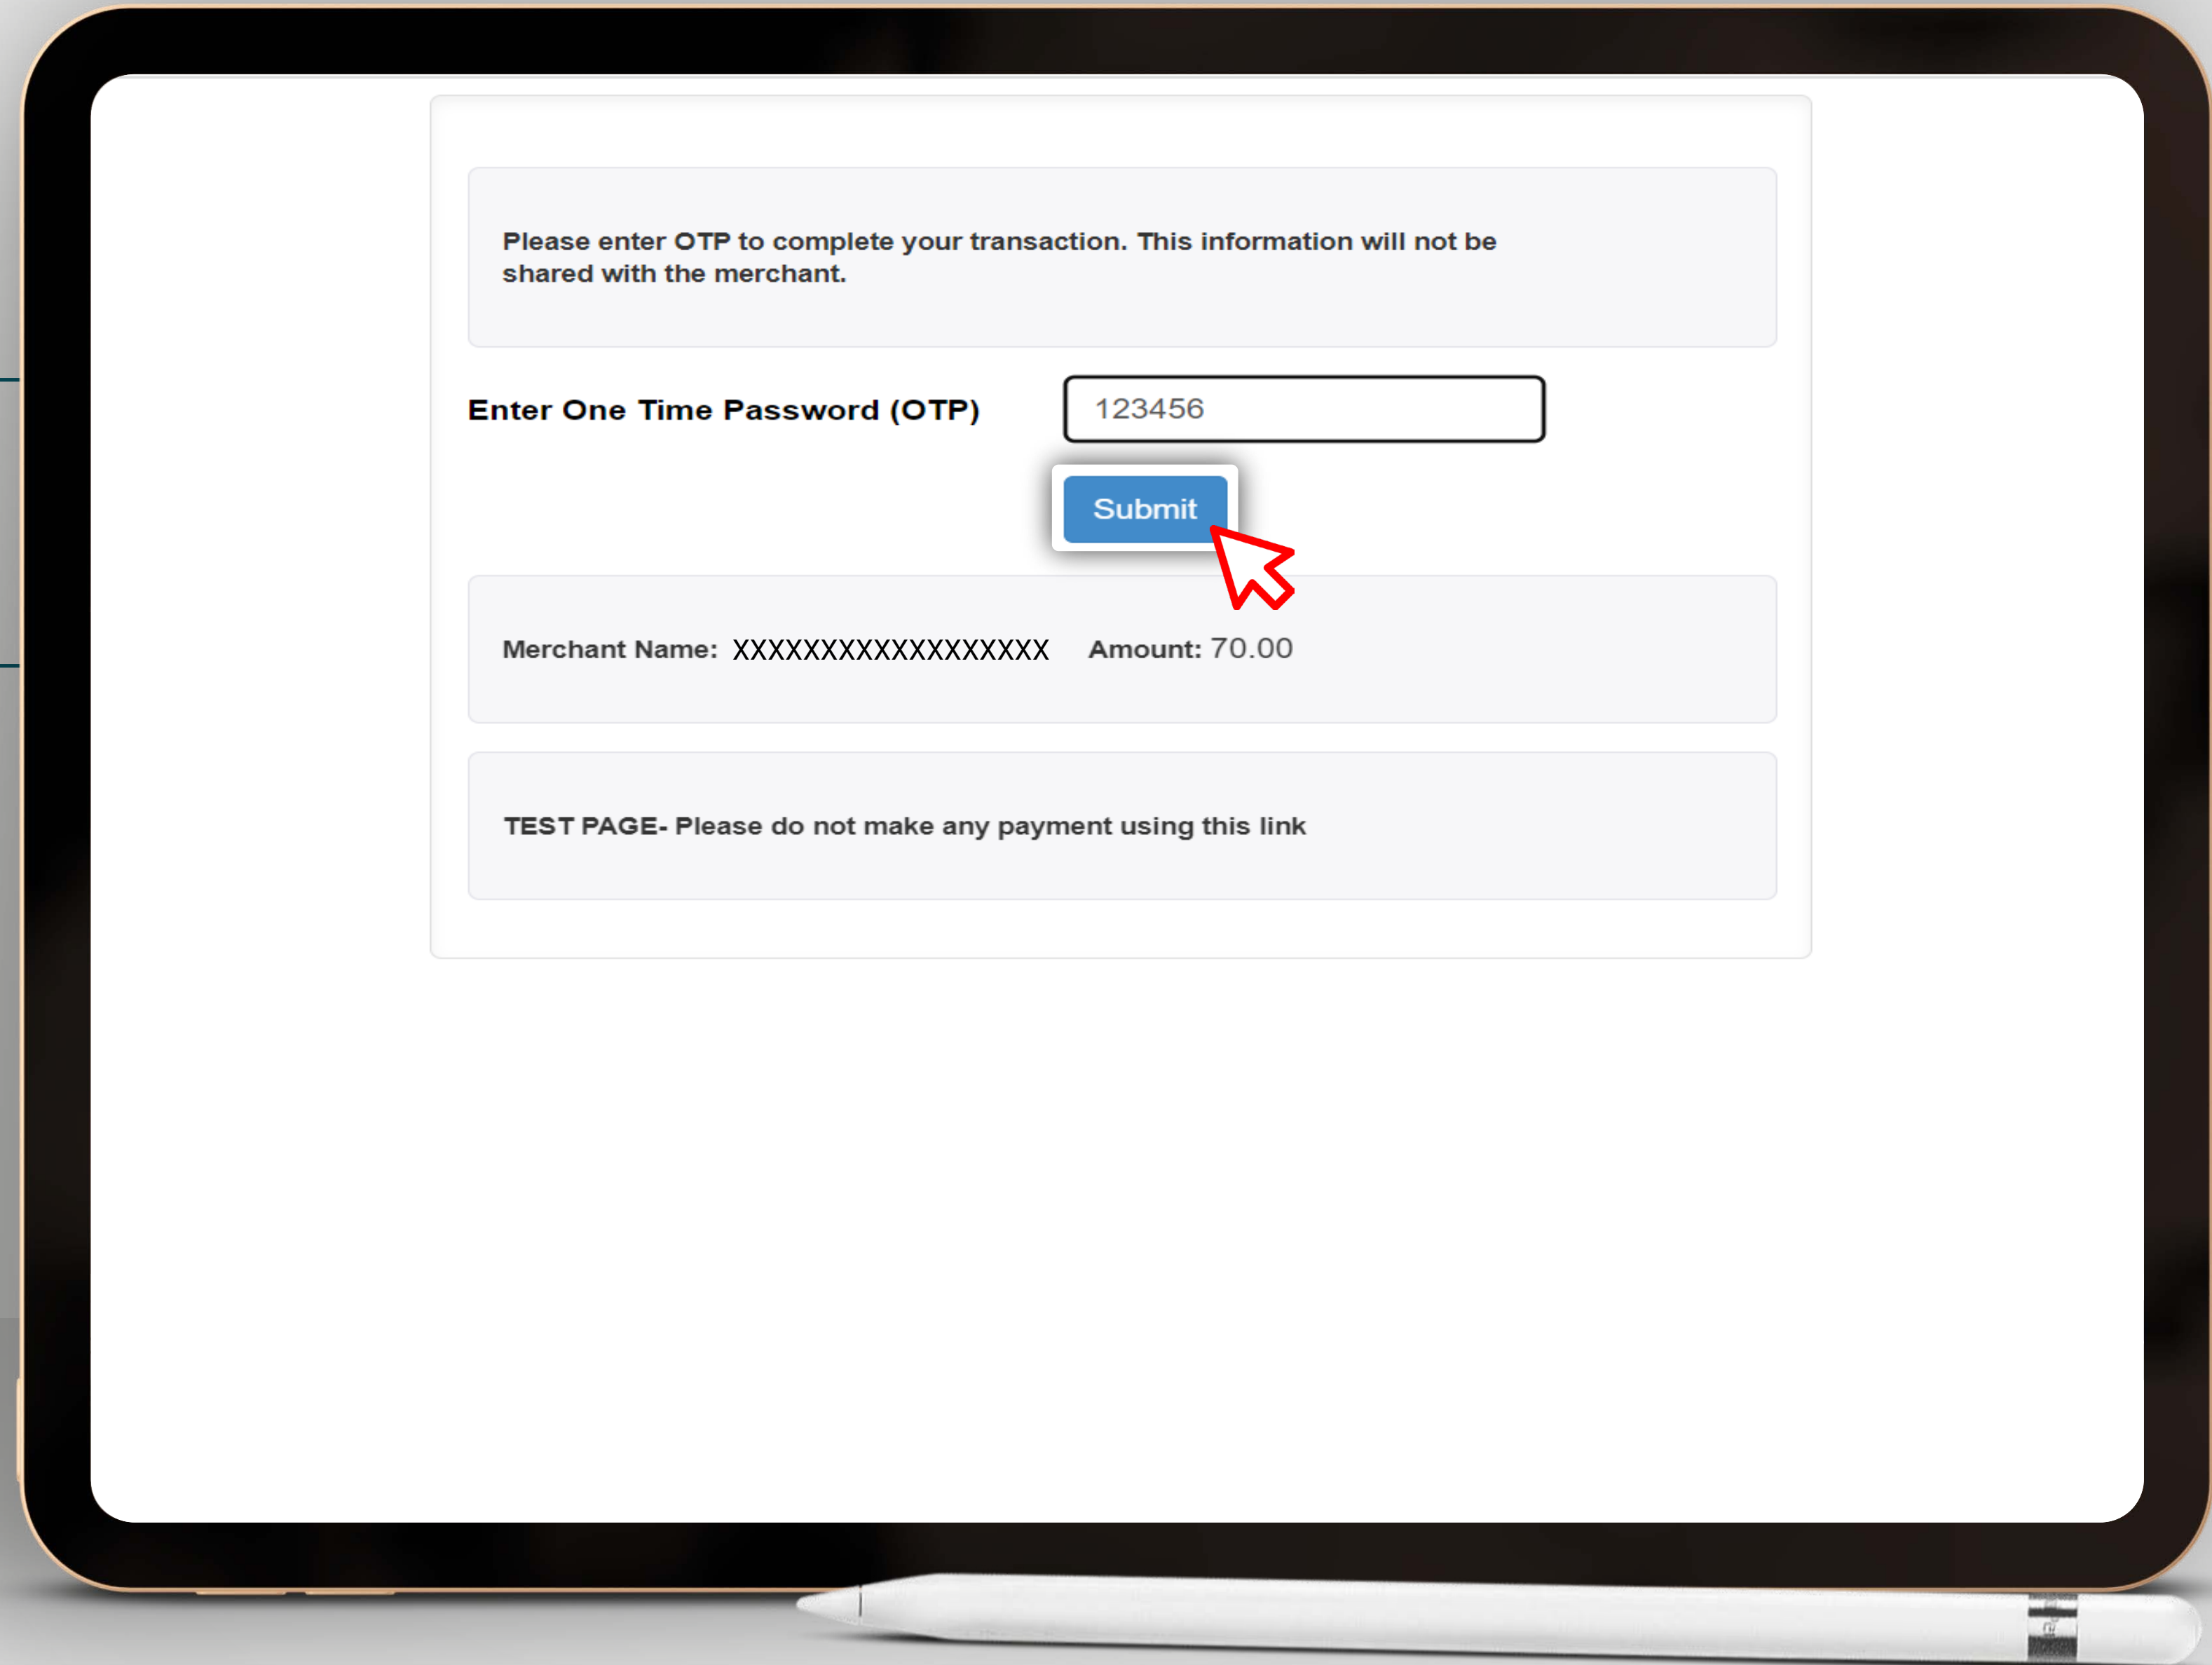 Please enter OTP to complete your transaction. This information will not be
shared with the merchant.
Enter One Time Password (OTP) 123456
Submit
Merchant Name: XXXXXXXXXXXXXXXXXX Amount: 70.00
TEST PAGE- Please do not make any payment using this link